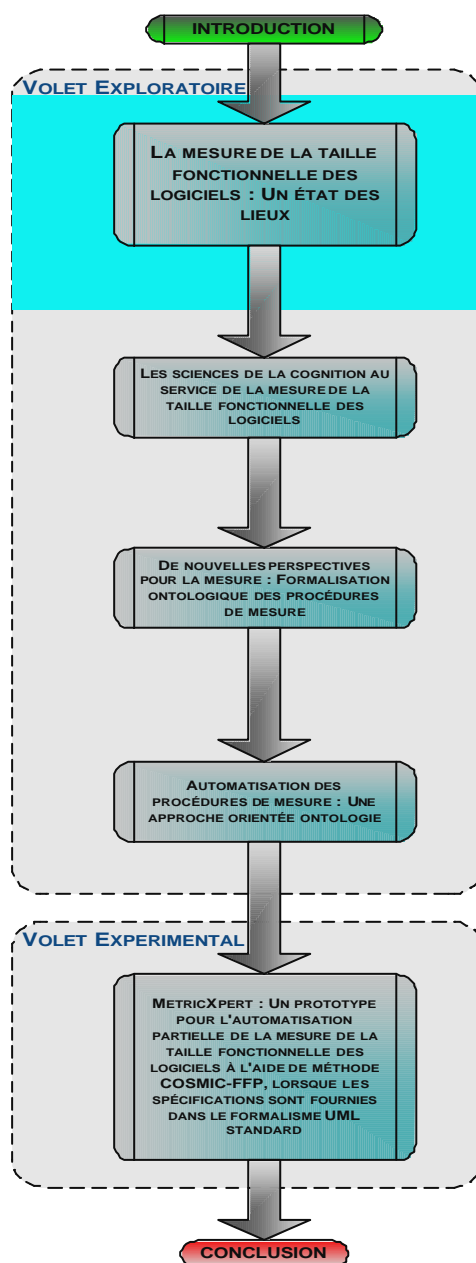 INTRODUCTION
VOLET EXPLORATOIRE
LA MESURE DE LA TAILLE
FONCTIONNELLE DES
LOGICIELS : UN ÉTAT DES
LIEUX
LES SCIENCES DE LA COGNITION AU
SERVICE DE LA MESURE DE LA
TAILLE FONCTIONNELLE DES
LOGICIELS
DE NOUVELLES PERSPECTIVES
POUR LA MESURE : FORMALISATION
ONTOLOGIQUE DES PROCÉDURES
DE MESURE
AUTOMATISATION DES
PROCÉDURES DE MESURE : UNE
APPROCHE ORIENTÉE ONTOLOGIE
VOLET EXPERIMENTAL
METRICXPERT : UN PROTOTYPE
POUR L'AUTOMATISATION
PARTIELLE DE LA MESURE DE LA
TAILLE FONCTIONNELLE DES
LOGICIELS À L'AIDE DE MÉTHODE
COSMIC-FFP, LORSQUE LES
SPÉCIFICATIONS SONT FOURNIES
DANS LE FORMALISME UML
STANDARD
CONCLUSION